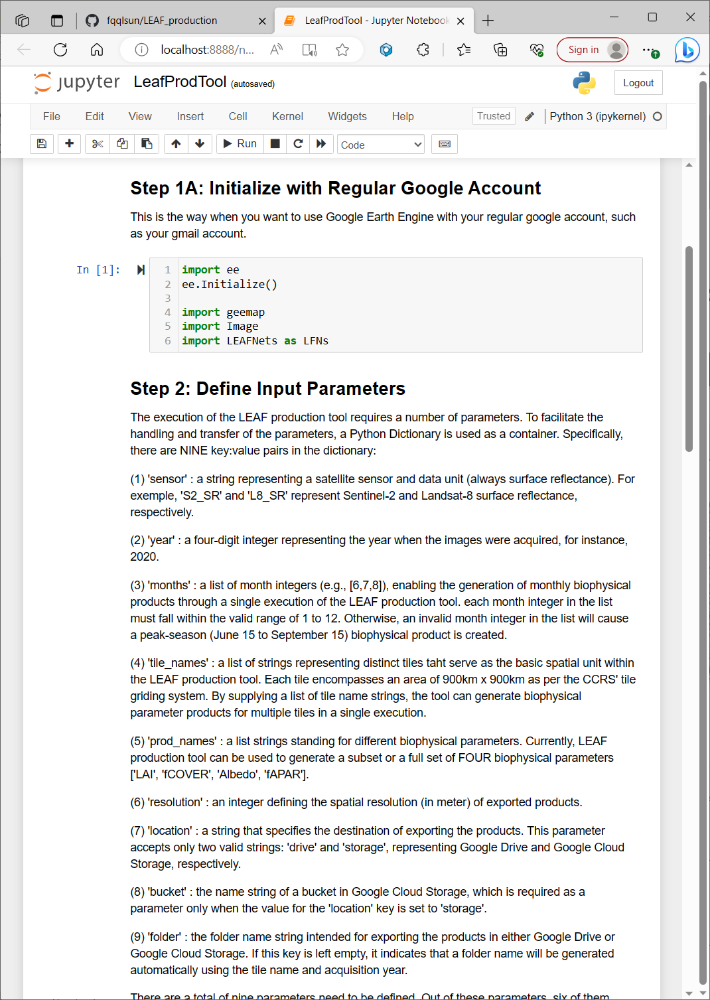 fqqlsun/LEAF_production
LeafProdTool - Jupyter Notebook
localhost:8888/n...
Sign in
jupyter LeafProdTool (autosaved)
Logout
File Edit View Insert Cell Kernel Widgets Help Trusted Python 3 (ipykernel)
Run Code
Step 1A: Initialize with Regular Google Account
This is the way when you want to use Google Earth Engine with your regular google account, such
as your gmail account.
In [1]:
1 import ee
2 ee.Initialize()
3
4 import geemap
5 import Image
6 import LEAFNets as LFNs
Step 2: Define Input Parameters
The execution of the LEAF production tool requires a number of parameters. To facilitate the
handling and transfer of the parameters, a Python Dictionary is used as a container. Specifically,
there are NINE key:value pairs in the dictionary:
(1) 'sensor' : a string representing a satellite sensor and data unit (always surface reflectance). For
exemple, 'S2_SR' and 'L8_SR' represent Sentinel-2 and Landsat-8 surface reflectance,
respectively.
(2) 'year' : a four-digit integer representing the year when the images were acquired, for instance,
2020.
(3) 'months' : a list of month integers (e.g., [6,7,8]), enabling the generation of monthly biophysical
products through a single execution of the LEAF production tool. each month integer in the list
must fall within the valid range of 1 to 12. Otherwise, an invalid month integer in the list will cause
a peak-season (June 15 to September 15) biophysical product is created.
(4) 'tile_names' : a list of strings representing distinct tiles taht serve as the basic spatial unit within
the LEAF production tool. Each tile encompasses an area of 900km x 900km as per the CCRS' tile
griding system. By supplying a list of tile name strings, the tool can generate biophysical
parameter products for multiple tiles in a single execution.
(5) 'prod_names' : a list strings standing for different biophysical parameters. Currently, LEAF
production tool can be used to generate a subset or a full set of FOUR biophysical parameters
['LAI', 'fCOVER', 'Albedo', 'fAPAR'].
(6) 'resolution' : an integer defining the spatial resolution (in meter) of exported products.
(7) 'location' : a string that specifies the destination of exporting the products. This parameter
accepts only two valid strings: 'drive' and 'storage', representing Google Drive and Google Cloud
Storage, respectively.
(8) 'bucket' : the name string of a bucket in Google Cloud Storage, which is required as a
parameter only when the value for the 'location' key is set to 'storage'.
(9) 'folder' : the folder name string intended for exporting the products in either Google Drive or
Google Cloud Storage. If this key is left empty, it indicates that a folder name will be generated
automatically using the tile name and acquisition year.
There are a total of nine parameters need to be defined. Out of these parameters, six of them